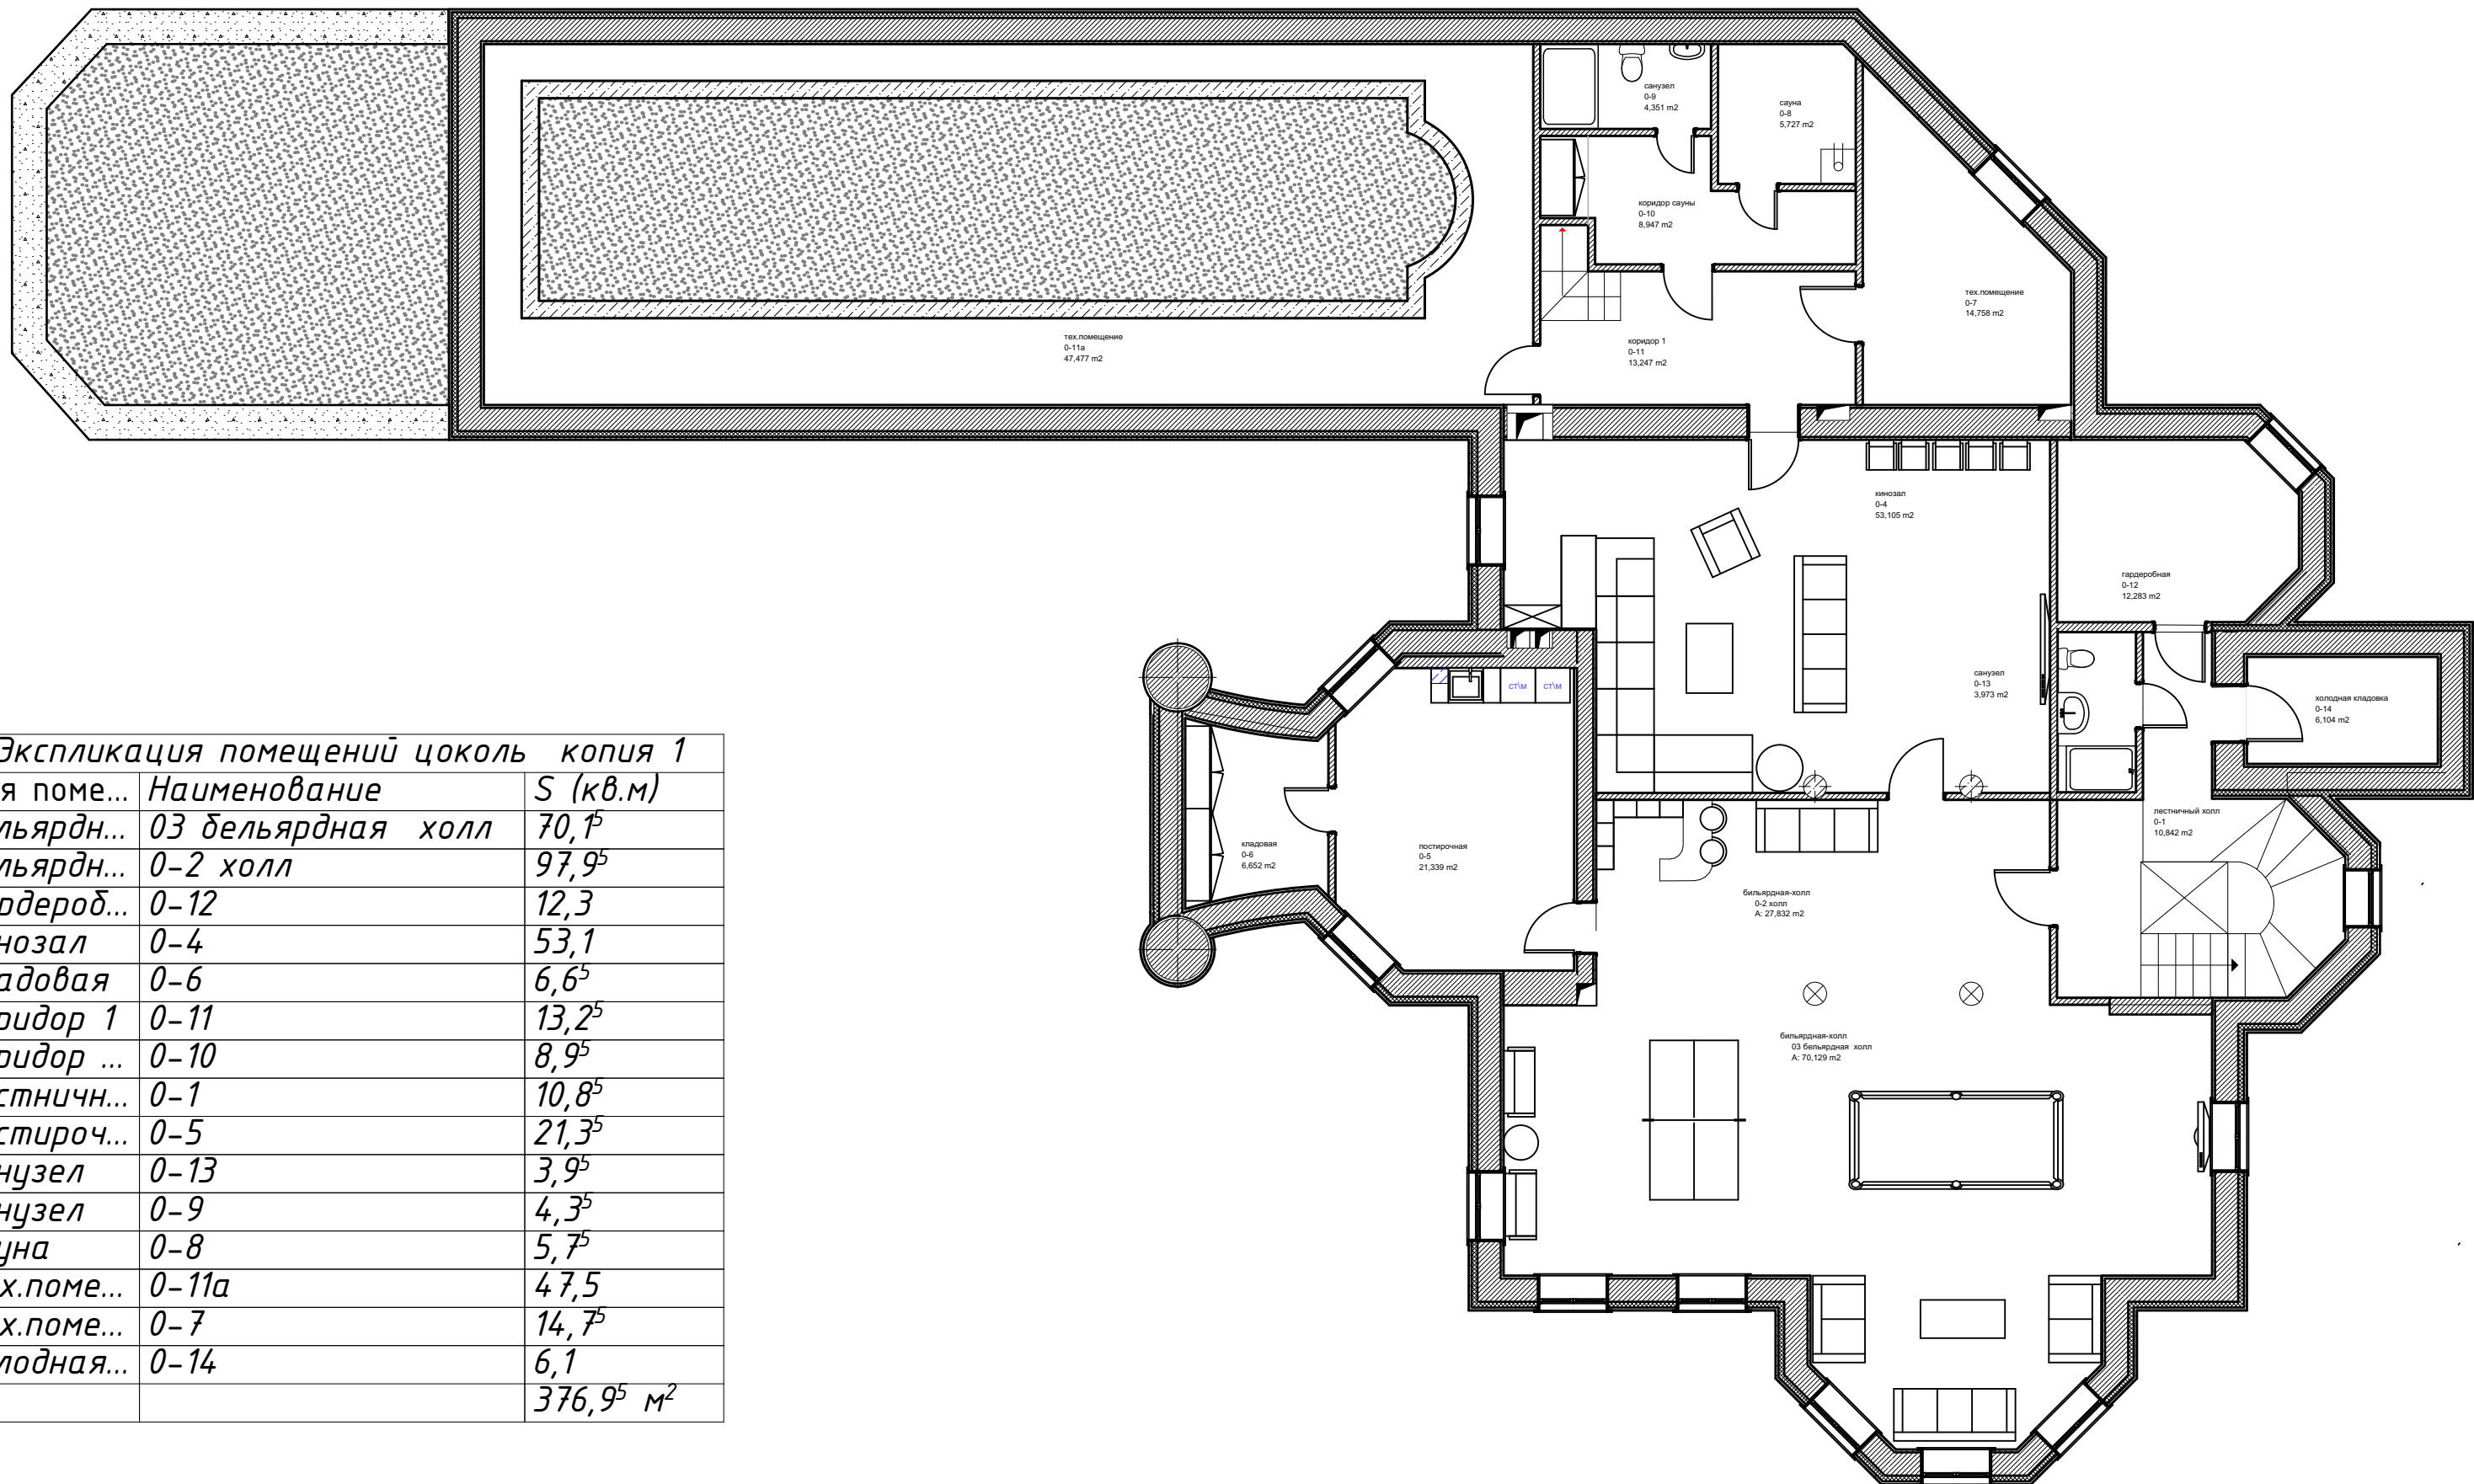 санузел
0-9
4,351 m2
сауна
0-8
5,727 m2
коридор сауны
0-10
8,947 m2
тех.помещение
0-7
14,758 m2
тех.помещение
0-11а
47,477 m2
коридор 1
0-11
13,247 m2
кинозал
0-4
53,105 m2
гардеробная
0-12
12,283 m2
санузел
0-13
3,973 m2
холодная кладовка
0-14
6,104 m2
ст\м ст\м
лестничный холл
0-1
10,842 m2
кладовая
0-6
6,652 m2
постирочная
0-5
21,339 m2
бильярдная-холл
0-2 холл
A: 27,832 m2
бильярдная-холл
03 бельярдная холл
A: 70,129 m2
Экспликация помещений цоколь копия 1
я поме... Наименование S (кв.м)
льярдн... 03 бельярдная холл 70,1⁵
льярдн... 0-2 холл 97,9⁵
рдероб... 0-12 12,3
нозал 0-4 53,1
адовая 0-6 6,6⁵
ридор 1 0-11 13,2⁵
ридор ... 0-10 8,9⁵
стничн... 0-1 10,8⁵
стироч... 0-5 21,3⁵
нузел 0-13 3,9⁵
нузел 0-9 4,3⁵
уна 0-8 5,7⁵
х.поме... 0-11а 47,5
х.поме... 0-7 14,7⁵
лодная... 0-14 6,1
376,9⁵ м²